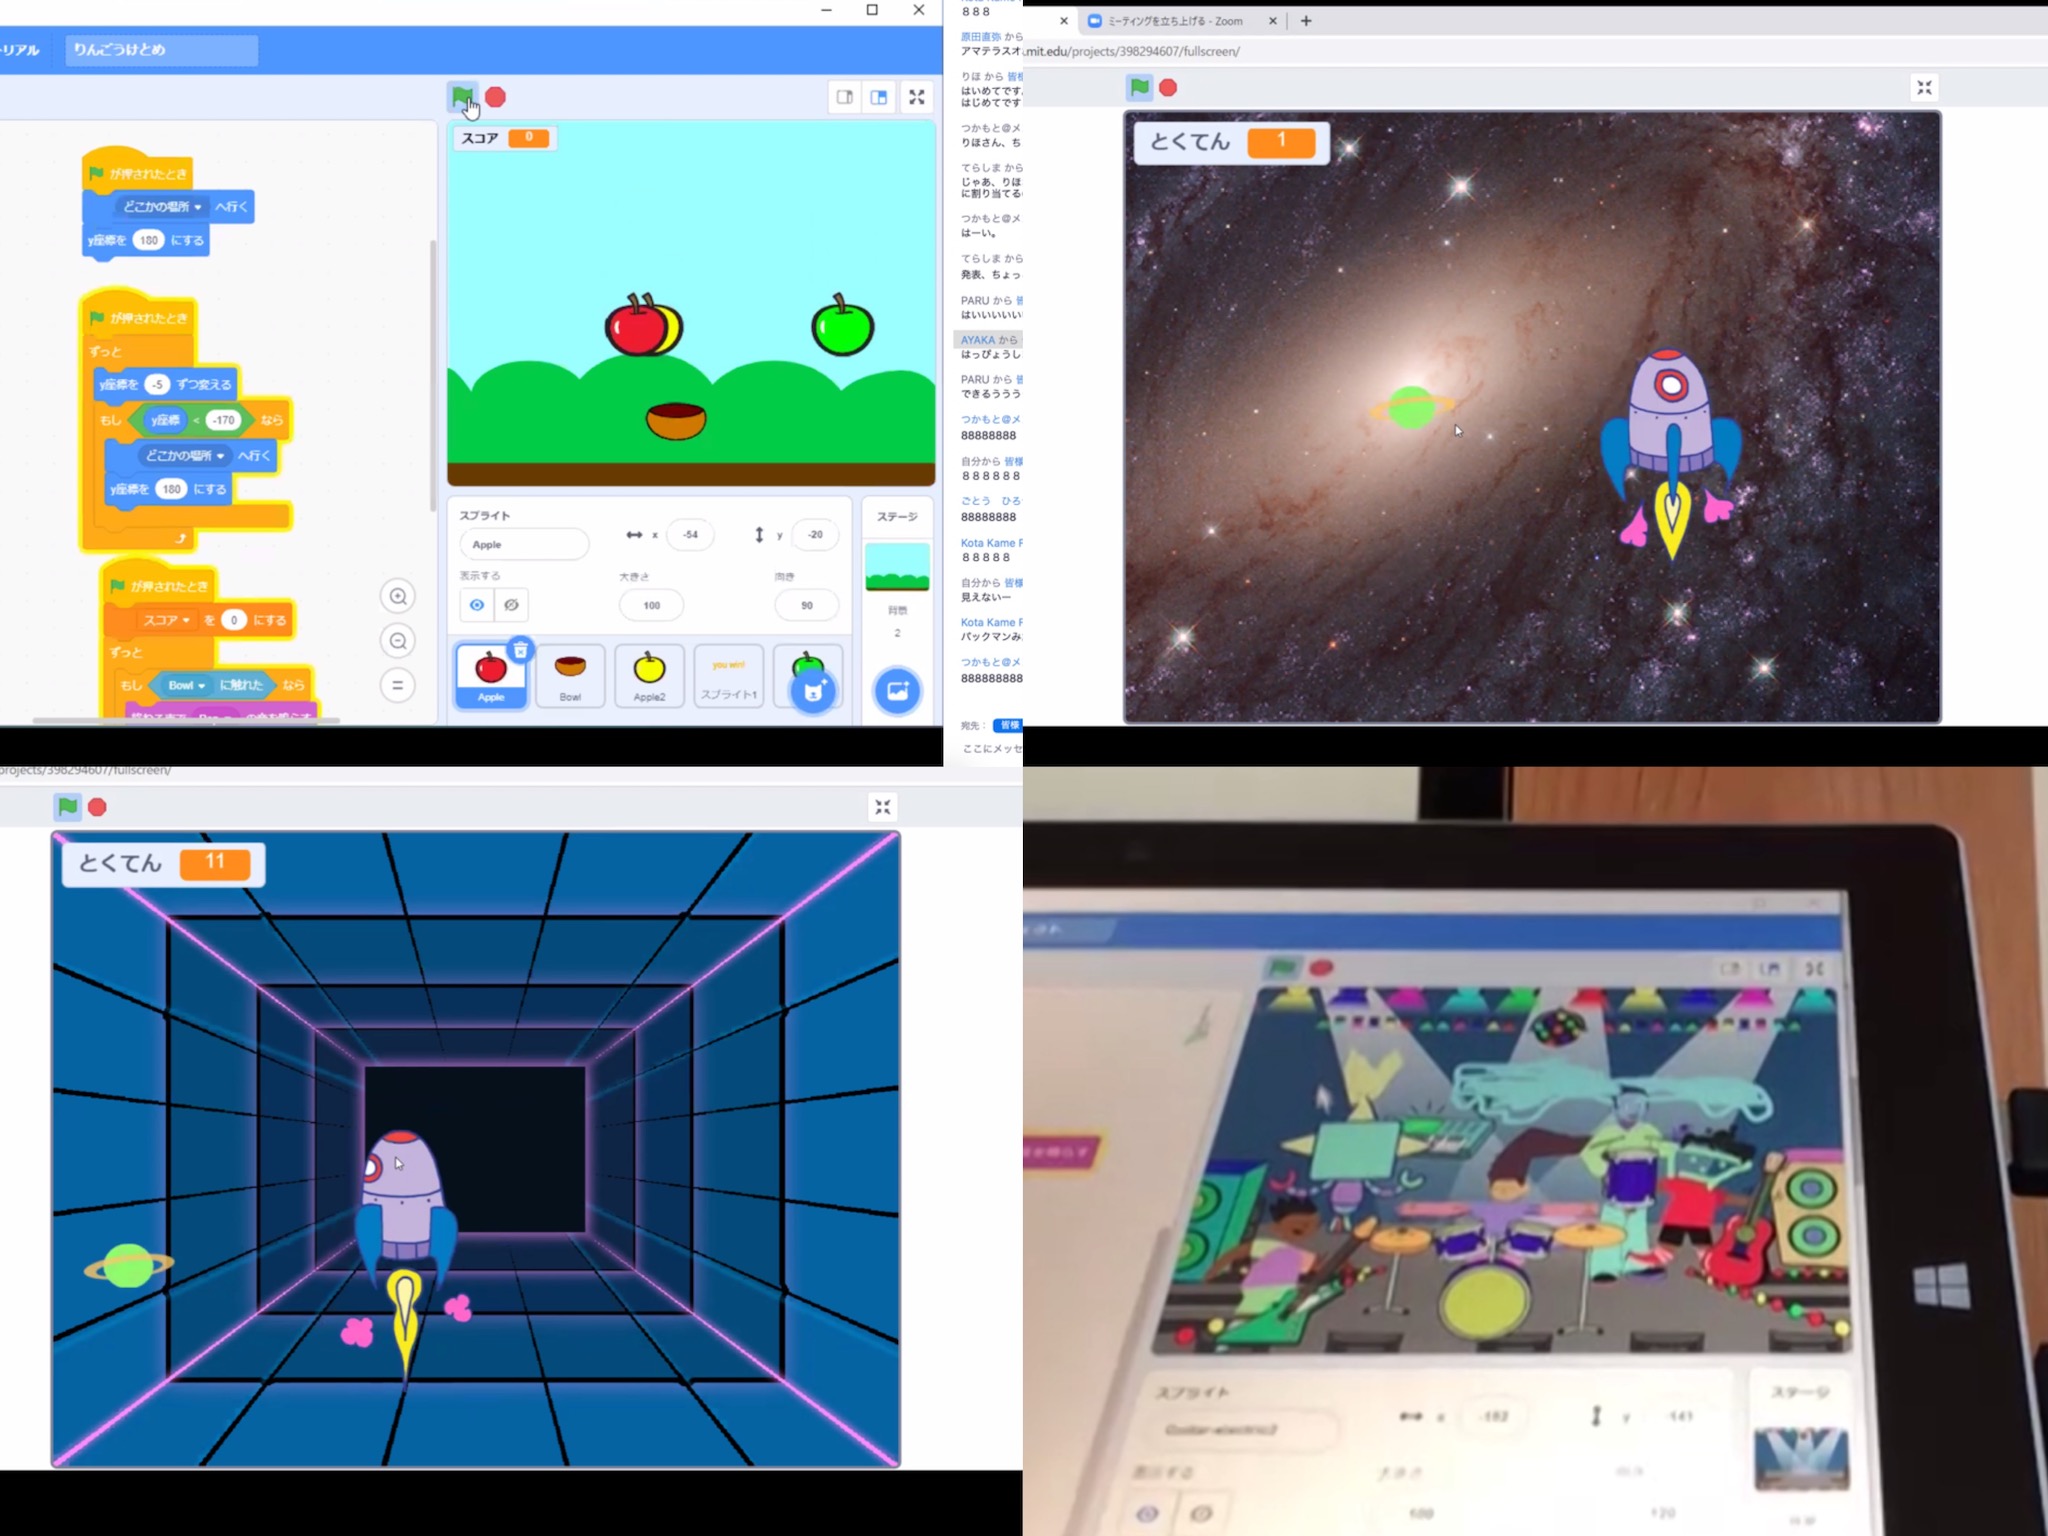 ーリアル
りんごうけとめ
が押されたとき
どこかの場所 へ行く
y座標を 180 にする
が押されたとき
ずっと
y座標を -5 ずつ変える
もし y座標 < -170 なら
どこかの場所 へ行く
y座標を 180 にする
が押されたとき
スコア を 0 にする
ずっと
もし Bowl に触れた なら
スコア 0
スプライト
Apple
x -54
y -20
表示する
大きさ
100
向き
90
ステージ
背景
2
Apple
Bowl
Apple2
you win!
スプライト1
８８８
原田直弥 から
アマテラスオ
りほ から 皆様
はいめてです。
はじめてです
つかもと@メ
りほさん、ち
てらしま から
じゃあ、りほ
に割り当てる
つかもと@メ
はーい。
てらしま から
発表、ちょっ
PARU から 皆
はいいいいい
AYAKA から
はっぴょうし
PARU から 皆
できるううう
つかもと@メ
88888888
自分から 皆様
８８８８８８
ごとう ひろ
88888888
Kota Kame F
８８８８８
自分から 皆様
見えないー
Kota Kame F
パックマンみ
つかもと@メ
888888888
宛先： 皆様
ここにメッセ
ミーティングを立ち上げる - Zoom
.mit.edu/projects/398294607/fullscreen/
とくてん 1
projects/398294607/fullscreen/
とくてん 11
スプライト
Guitar-electric2
x -182
y 141
ステージ
表示する
大きさ
100
120